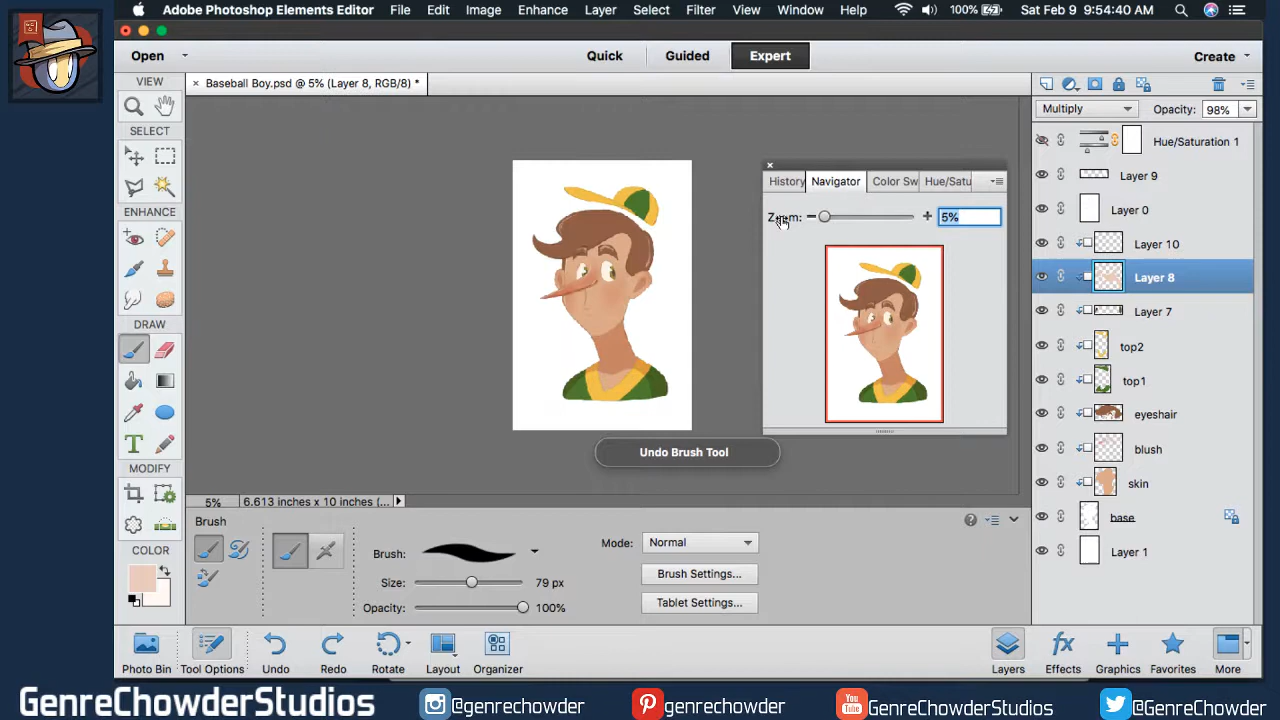 Adobe Photoshop Elements Editor File Edit Image Enhance Layer Select Filter View Window Help 100% Sat Feb 9 9:54:40 AM
Open Quick Guided Expert Create
VIEW
× Baseball Boy.psd @ 5% (Layer 8, RGB/8) *
SELECT
ENHANCE
DRAW
T
MODIFY
COLOR
History Navigator Color Sw Hue/Satu
Zoom: 5%
Undo Brush Tool
Multiply Opacity: 98%
Hue/Saturation 1
Layer 9
Layer 0
Layer 10
Layer 8
Layer 7
top2
top1
eyeshair
blush
skin
base
Layer 1
5% 6.613 inches x 10 inches (...
Brush
Brush:
Size: 79 px
Opacity: 100%
Mode: Normal
Brush Settings...
Tablet Settings...
Photo Bin Tool Options Undo Redo Rotate Layout Organizer Layers fx Effects Graphics Favorites More
GenreChowderStudios @genrechowder genrechowder You Tube GenreChowderStudios @GenreChowder